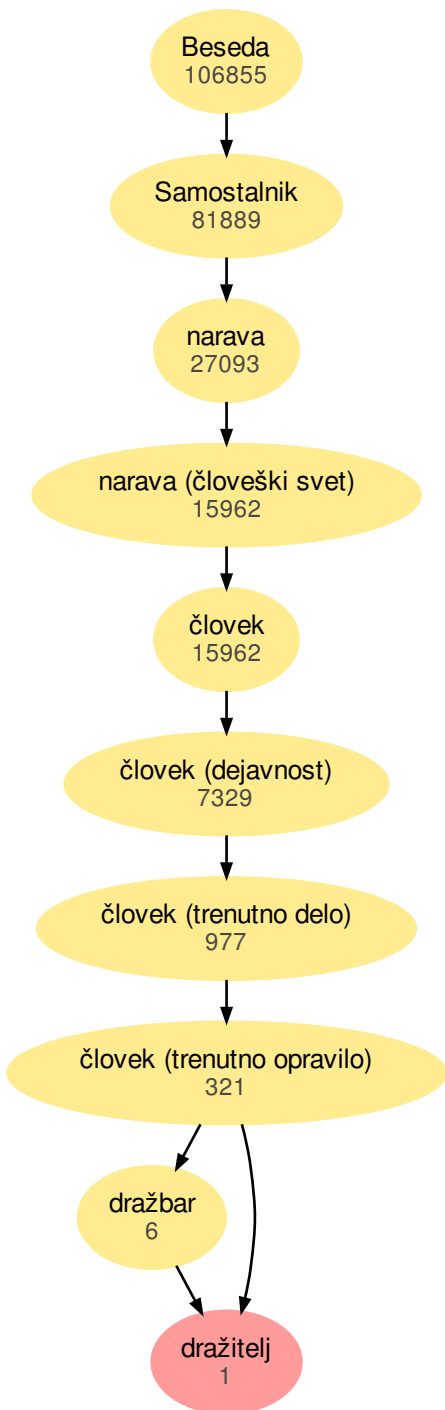 Beseda
106855
Samostalnik
81889
narava
27093
narava (človeški svet)
15962
človek
15962
človek (dejavnost)
7329
človek (trenutno delo)
977
človek (trenutno opravilo)
321
dražbar
6
dražitelj
1